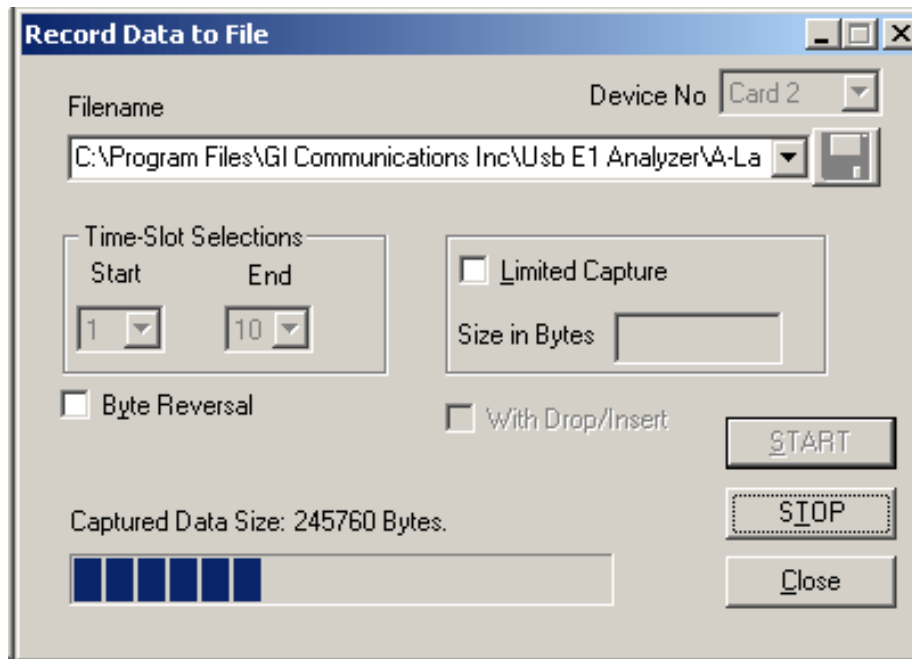 Record Data to File
Device No Card 2
Filename
C:\Program Files\GI Communications Inc\Usb E1 Analyzer\A-La
Time-Slot Selections
Start End
1 10
Limited Capture
Size in Bytes
Byte Reversal
With Drop/Insert
START
Captured Data Size: 245760 Bytes.
STOP
Close